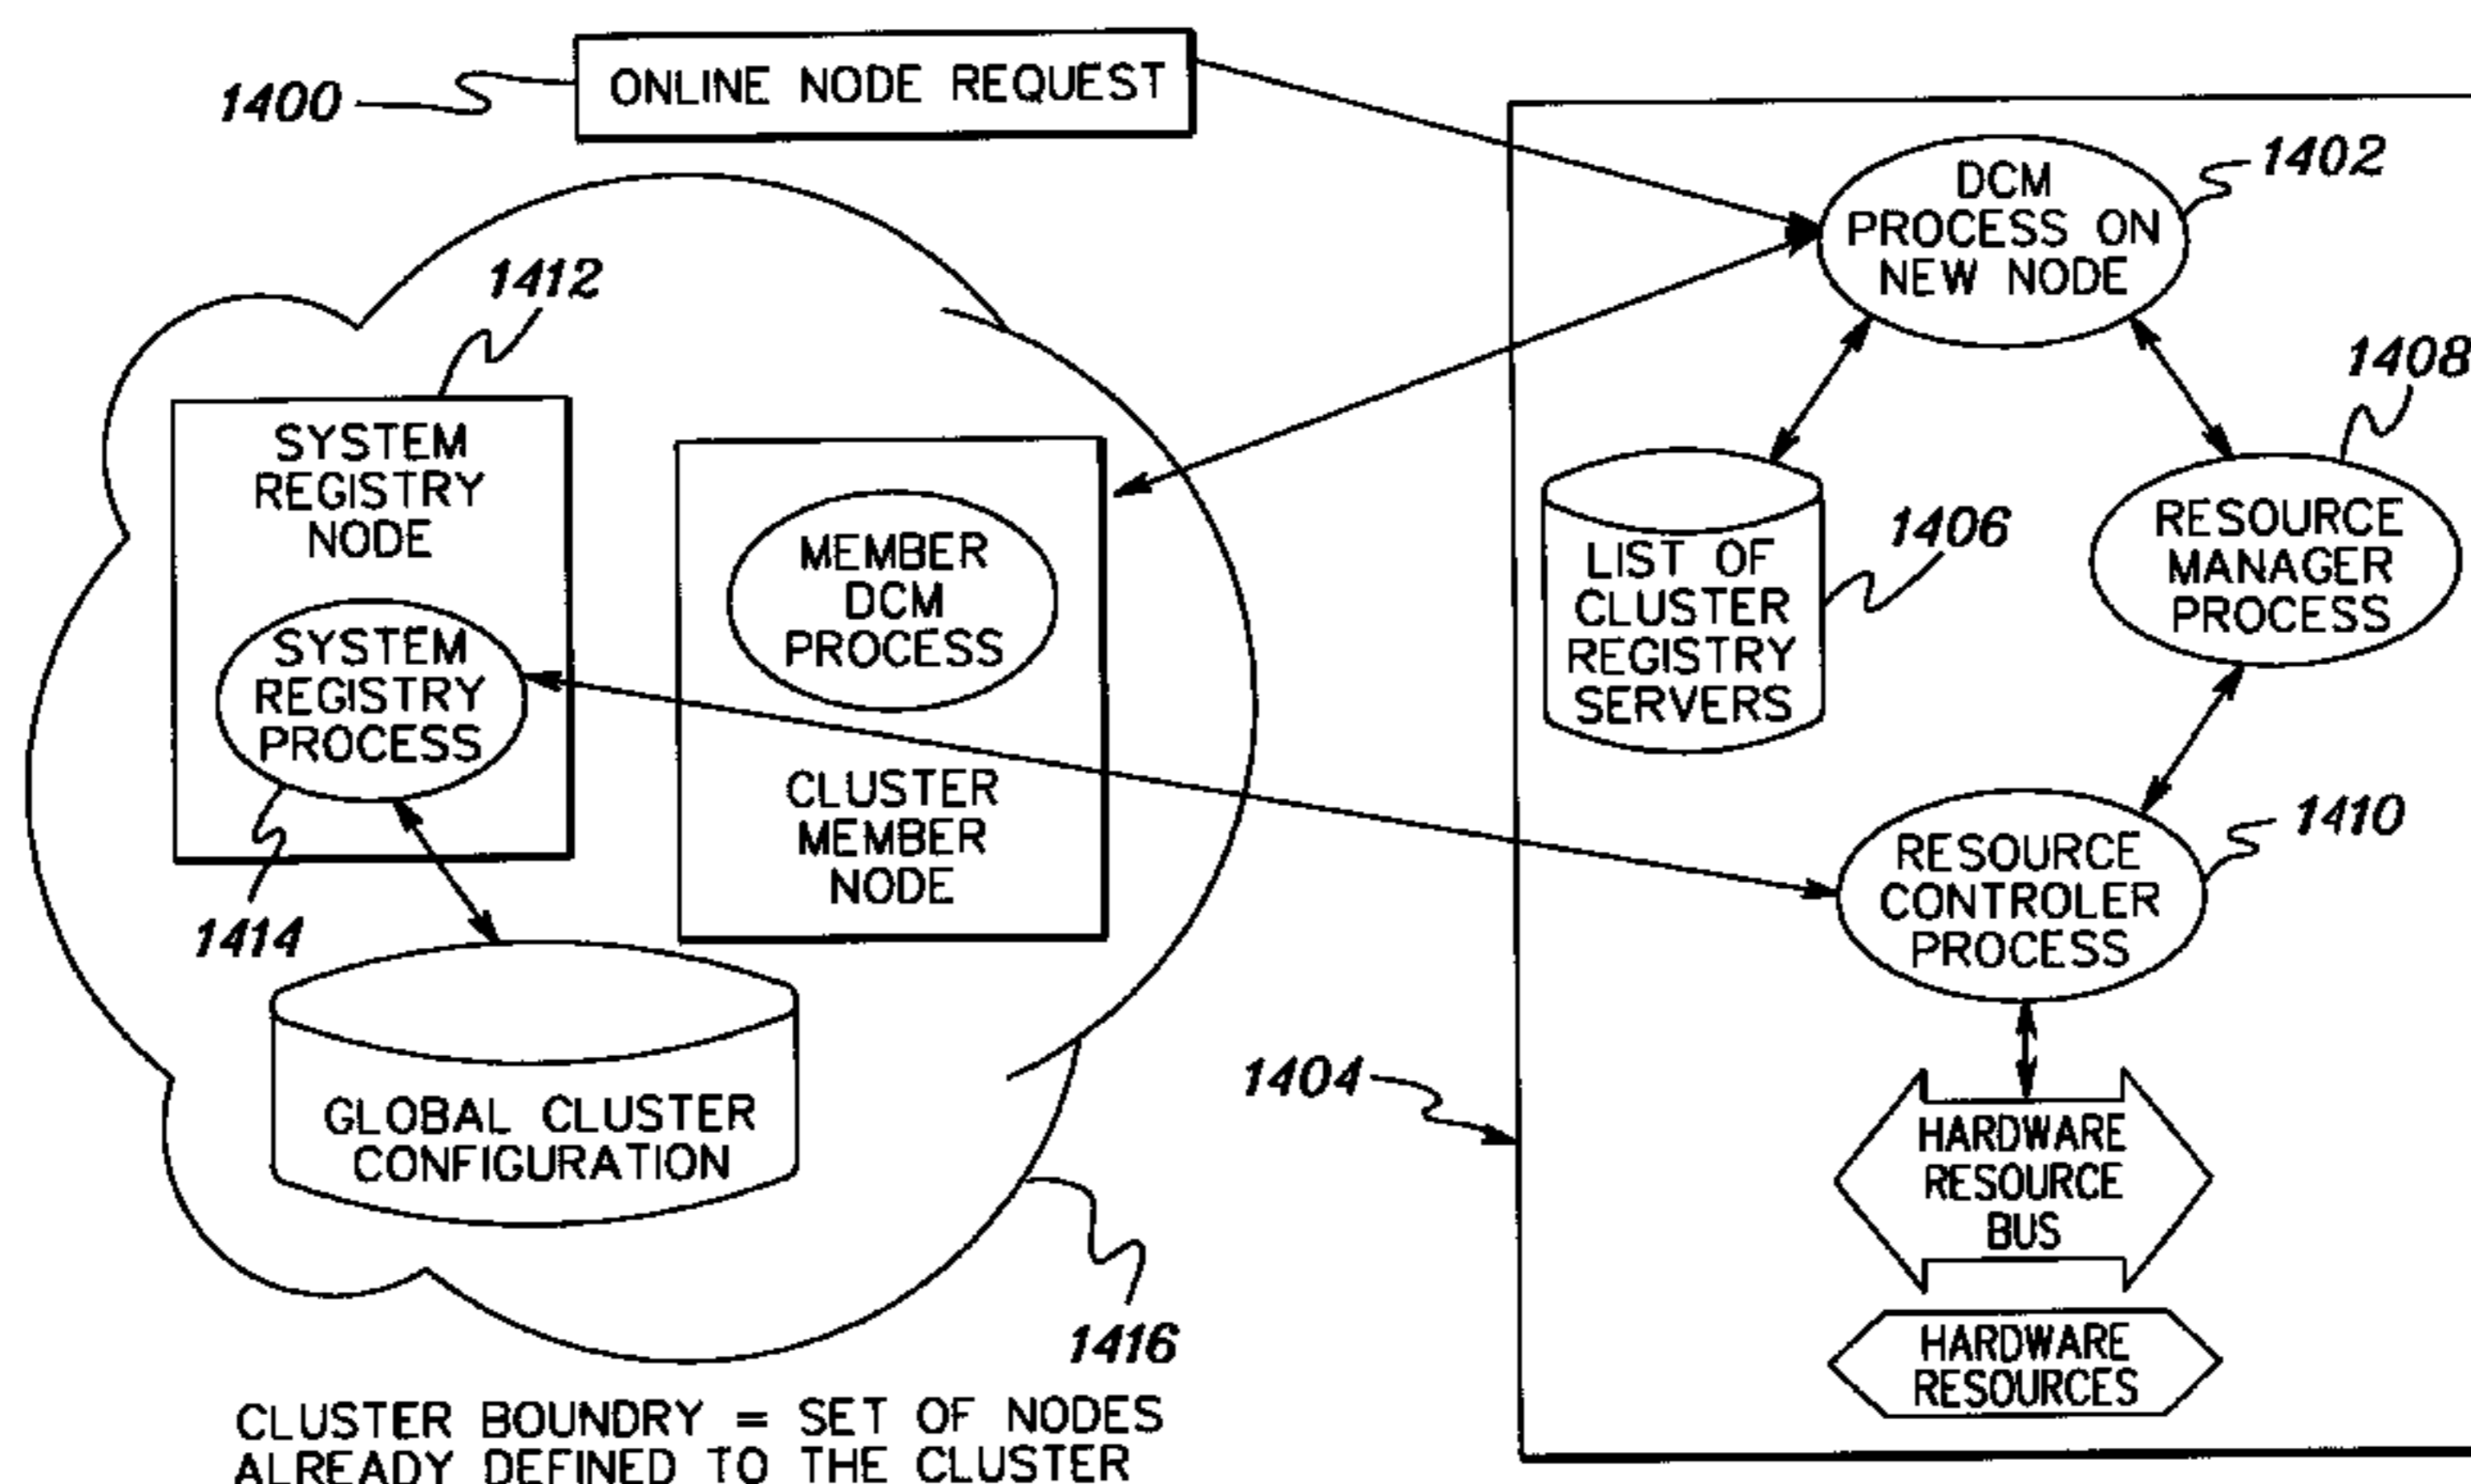 1400
ONLINE NODE REQUEST
DCM
PROCESS ON
NEW NODE
1402
1412
1408
SYSTEM
REGISTRY
NODE
SYSTEM
REGISTRY
PROCESS
1414
MEMBER
DCM
PROCESS
CLUSTER
MEMBER
NODE
LIST OF
CLUSTER
REGISTRY
SERVERS
1406
RESOURCE
MANAGER
PROCESS
RESOURCE
CONTROLER
PROCESS
1410
GLOBAL CLUSTER
CONFIGURATION
1404
HARDWARE
RESOURCE
BUS
HARDWARE
RESOURCES
1416
CLUSTER BOUNDRY = SET OF NODES
ALREADY DEFINED TO THE CLUSTER